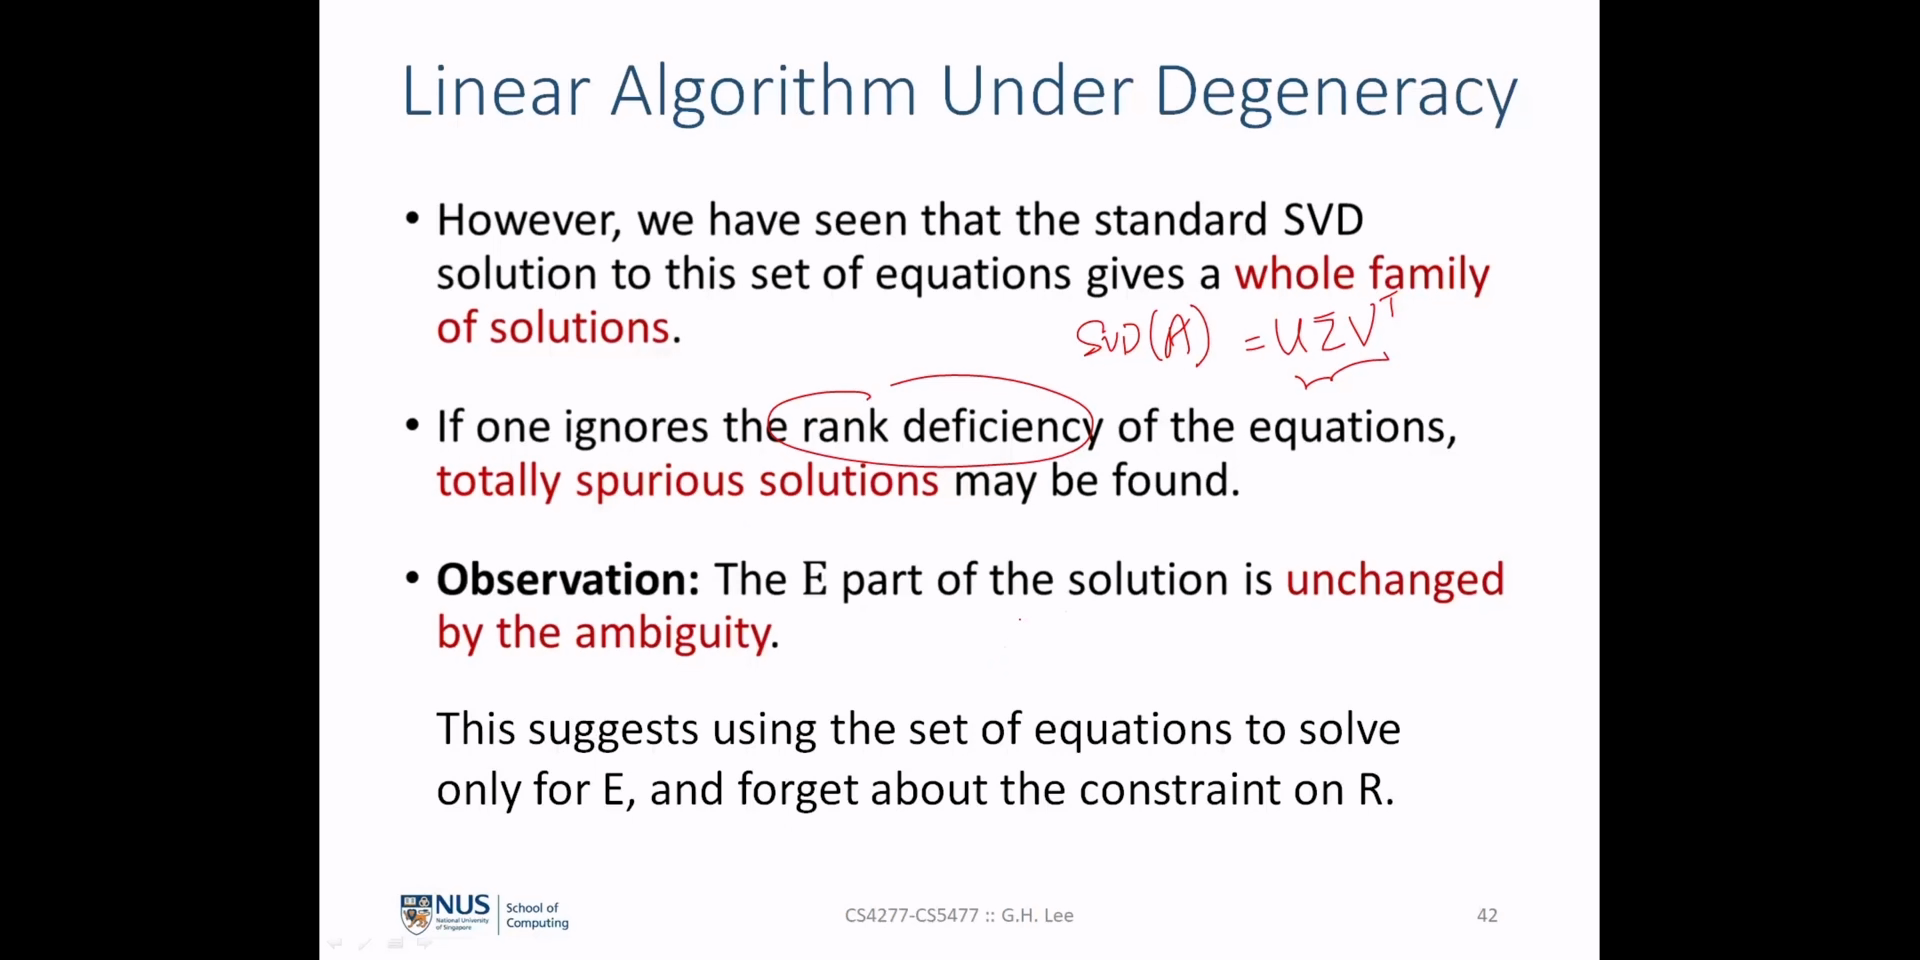 Linear Algorithm Under Degeneracy
• However, we have seen that the standard SVD
solution to this set of equations gives a whole family
of solutions.
SVD(A) = UΣVᵀ
• If one ignores the rank deficiency of the equations,
totally spurious solutions may be found.
• Observation: The E part of the solution is unchanged
by the ambiguity.
This suggests using the set of equations to solve
only for E, and forget about the constraint on R.
NUS
National University
of Singapore
School of
Computing
CS4277-CS5477 :: G.H. Lee
42